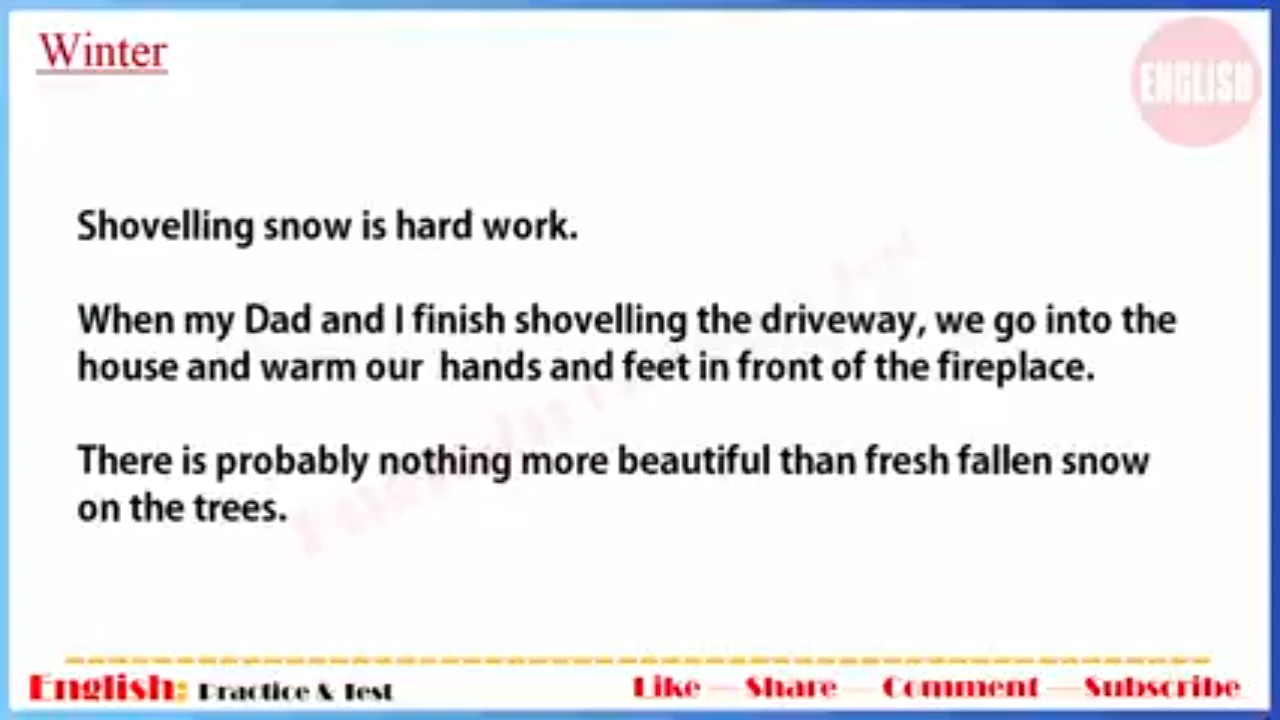 Winter
ENGLISH
Shovelling snow is hard work.
When my Dad and I finish shovelling the driveway, we go into the
house and warm our hands and feet in front of the fireplace.
There is probably nothing more beautiful than fresh fallen snow
on the trees.
English: Practice & Test
Like — Share — Comment — Subscribe